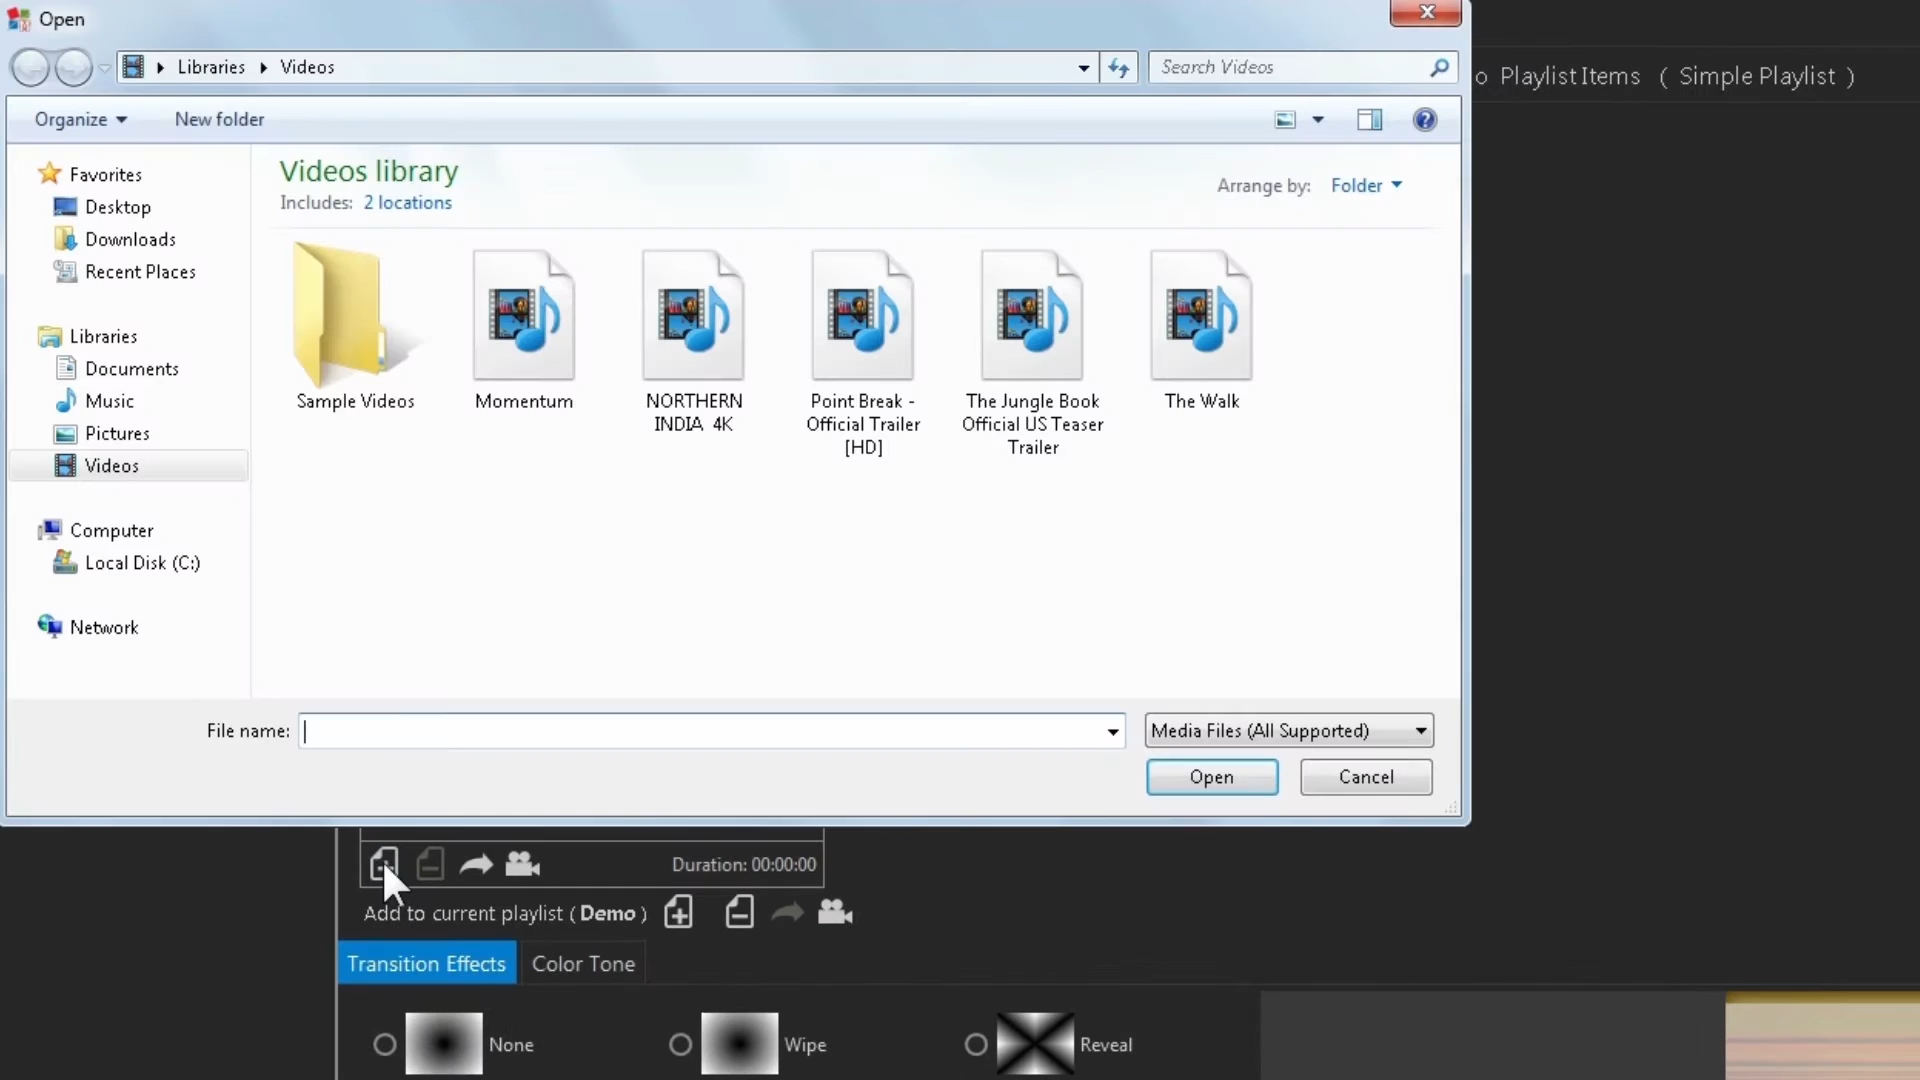 Open
Libraries Videos
Search Videos
o Playlist Items ( Simple Playlist )
Organize
New folder
Favorites
Desktop
Downloads
Recent Places
Libraries
Documents
Music
Pictures
Videos
Computer
Local Disk (C:)
Network
Videos library
Includes: 2 locations
Arrange by: Folder
Sample Videos
Momentum
NORTHERN
INDIA 4K
Point Break -
Official Trailer
[HD]
The Jungle Book
Official US Teaser
Trailer
The Walk
File name:
Media Files (All Supported)
Open
Cancel
Duration: 00:00:00
Add to current playlist ( Demo )
Transition Effects
Color Tone
None
Wipe
Reveal